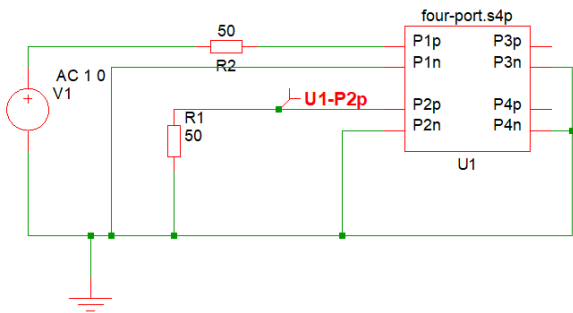 four-port.s4p
50
P1p P3p
P1n P3n
R2
AC 1 0
V1
U1-P2p
P2p P4p
R1
50
P2n P4n
U1